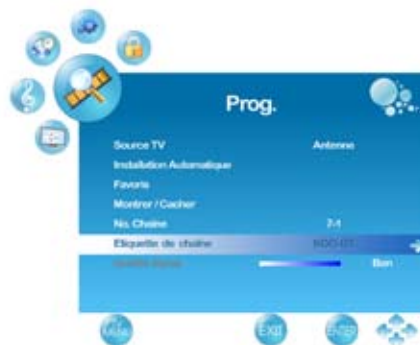 Prog.
Source TV Antenne
Installation Automatique
Favoris
Montrer / Cacher
No. Chaine 7-1
Etiquette de chaine
Bon
MENU
EXIT
ENTER